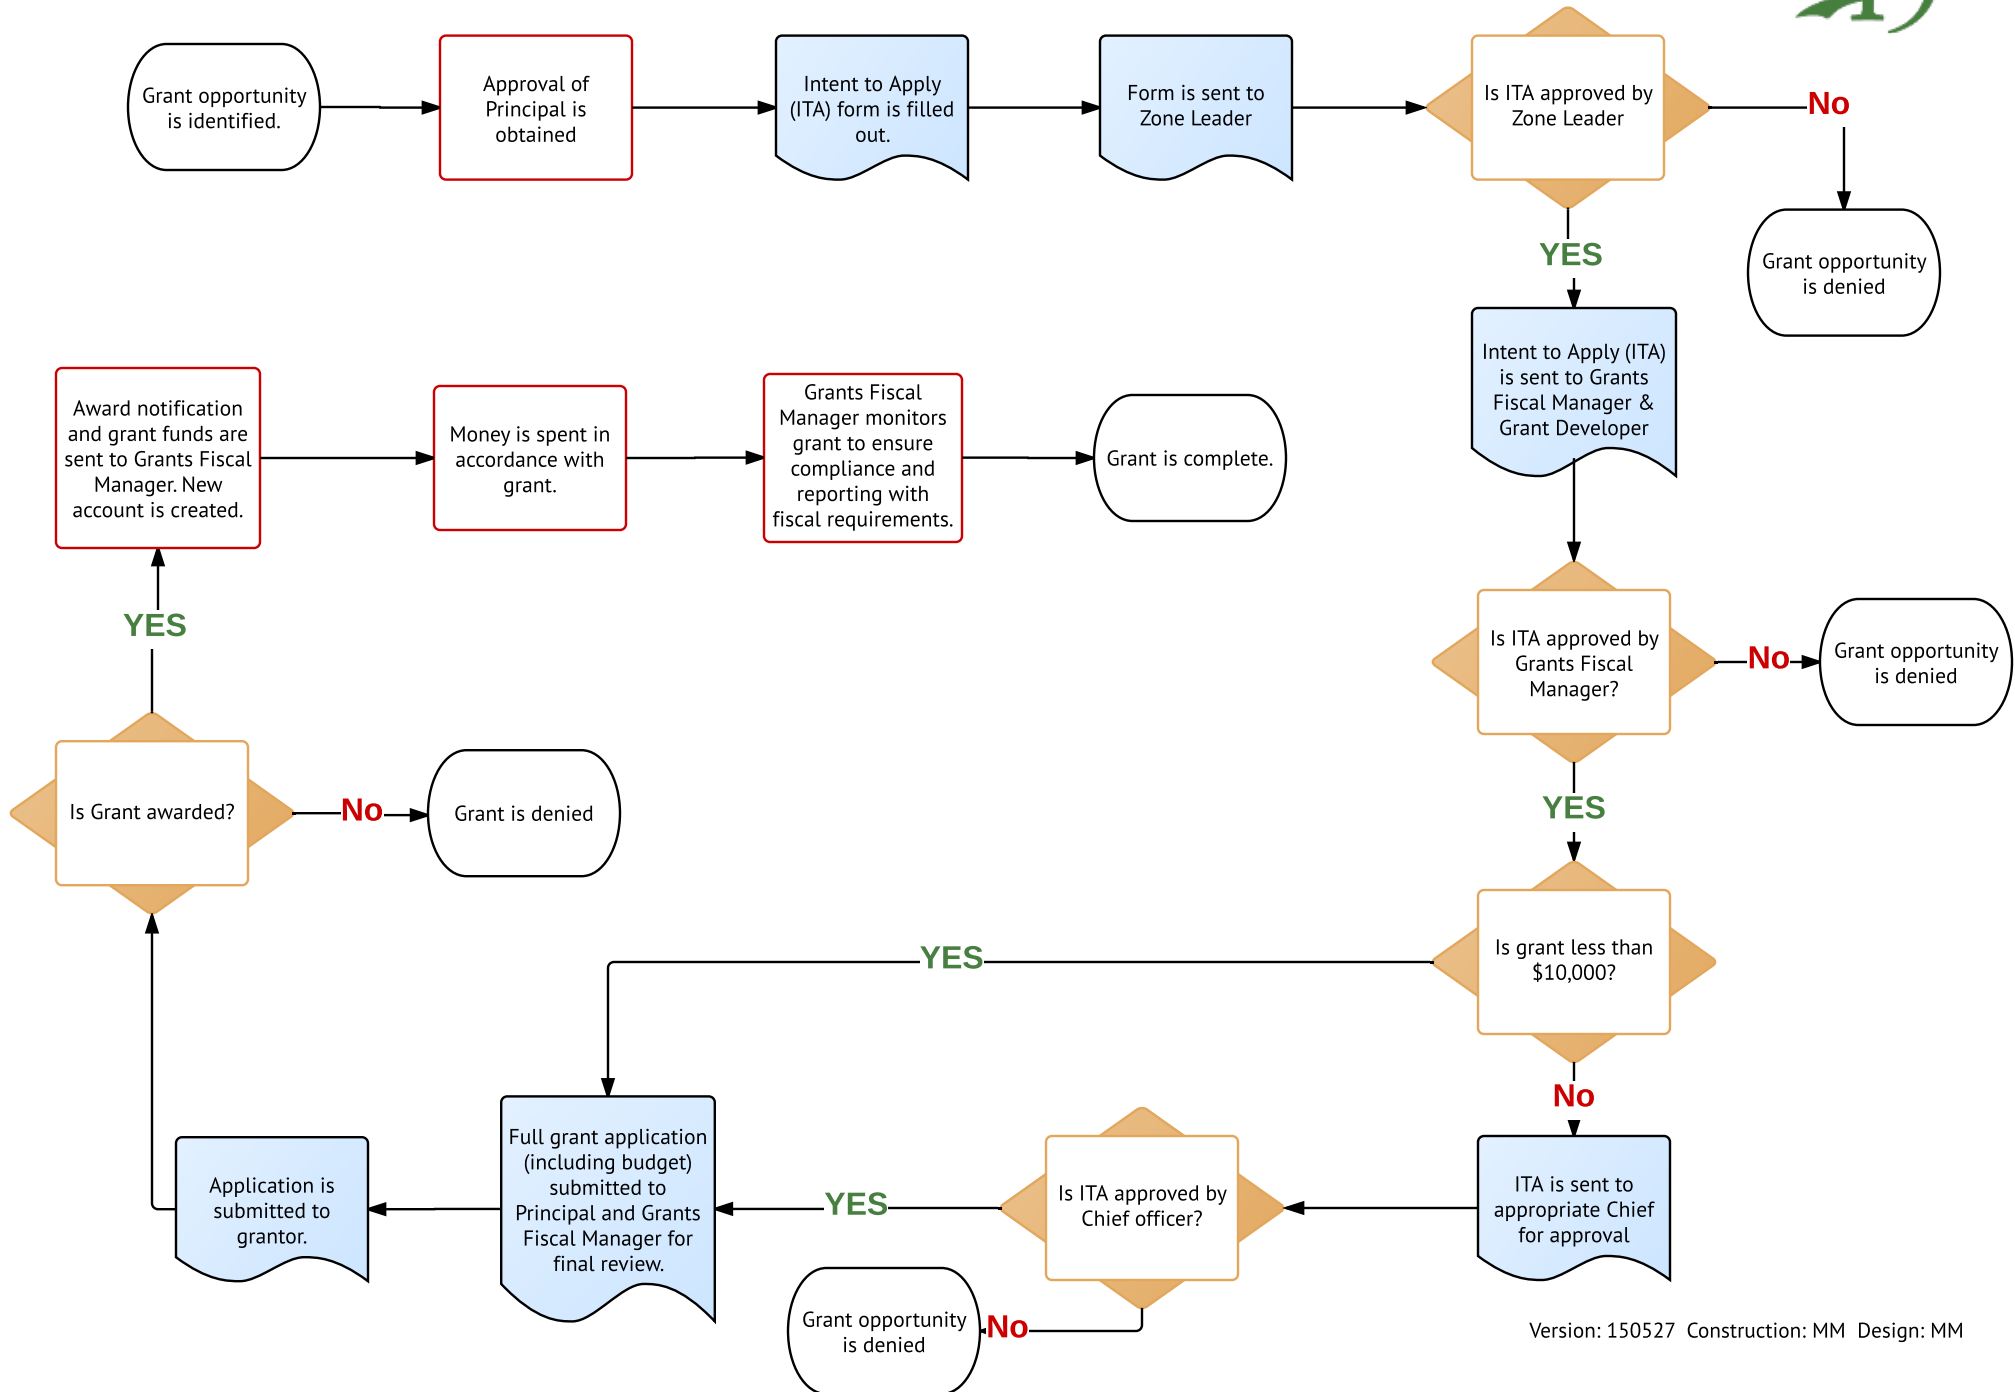 Grant opportunity
is identified.
Approval of
Principal is
obtained
Intent to Apply
(ITA) form is filled
out.
Form is sent to
Zone Leader
Is ITA approved by
Zone Leader
No
Grant opportunity
is denied
YES
Intent to Apply (ITA)
is sent to Grants
Fiscal Manager &
Grant Developer
Is ITA approved by
Grants Fiscal
Manager?
No
Grant opportunity
is denied
YES
Is grant less than
$10,000?
YES
No
ITA is sent to
appropriate Chief
for approval
Is ITA approved by
Chief officer?
No
Grant opportunity
is denied
YES
Full grant application
(including budget)
submitted to
Principal and Grants
Fiscal Manager for
final review.
Application is
submitted to
grantor.
Is Grant awarded?
No
Grant is denied
YES
Award notification
and grant funds are
sent to Grants Fiscal
Manager. New
account is created.
Money is spent in
accordance with
grant.
Grants Fiscal
Manager monitors
grant to ensure
compliance and
reporting with
fiscal requirements.
Grant is complete.
Version: 150527 Construction: MM Design: MM